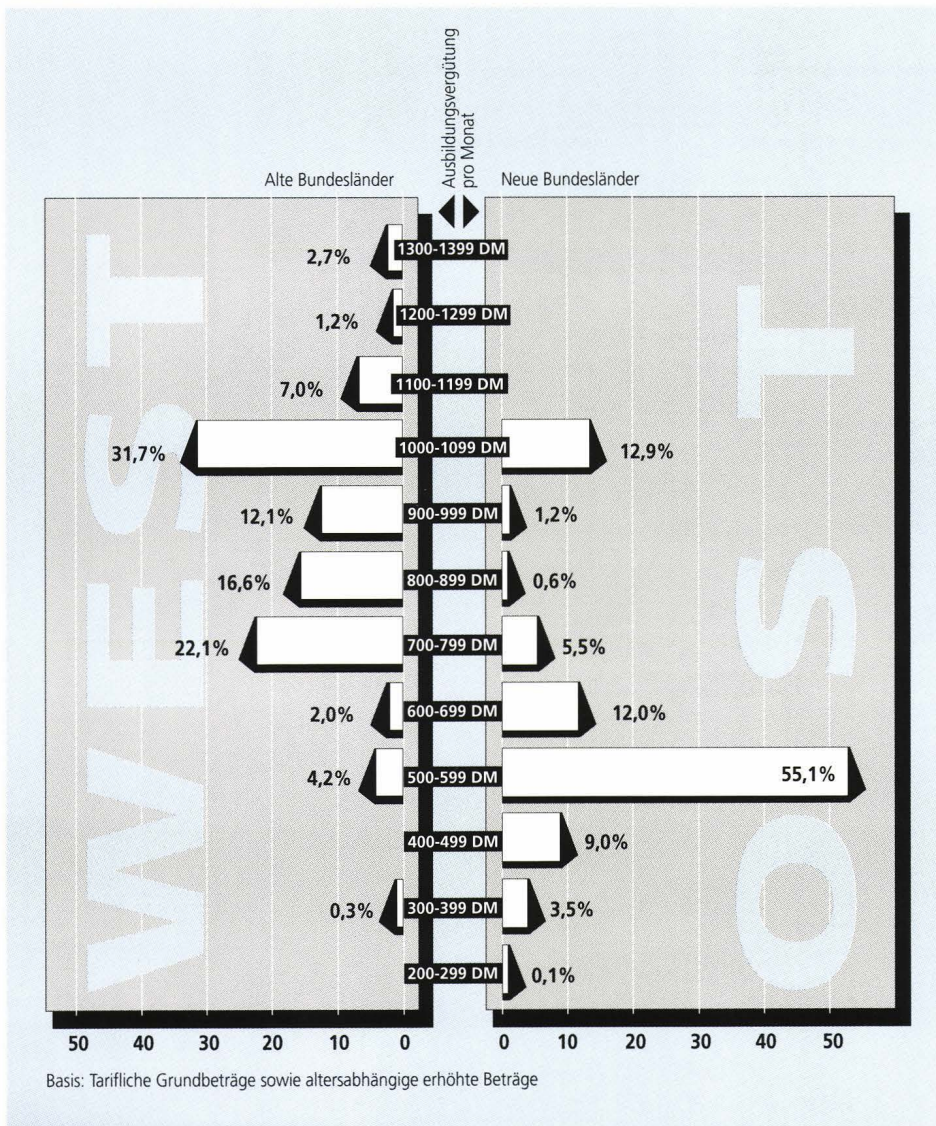 Ausbildungsvergütung
pro Monat
Alte Bundesländer
Neue Bundesländer
WEST
OST
2,7% 1300-1399 DM
1,2% 1200-1299 DM
7,0% 1100-1199 DM
31,7% 1000-1099 DM 12,9%
12,1% 900-999 DM 1,2%
16,6% 800-899 DM 0,6%
22,1% 700-799 DM 5,5%
2,0% 600-699 DM 12,0%
4,2% 500-599 DM 55,1%
400-499 DM 9,0%
0,3% 300-399 DM 3,5%
200-299 DM 0,1%
50 40 30 20 10 0 0 10 20 30 40 50
Basis: Tarifliche Grundbeträge sowie altersabhängige erhöhte Beträge